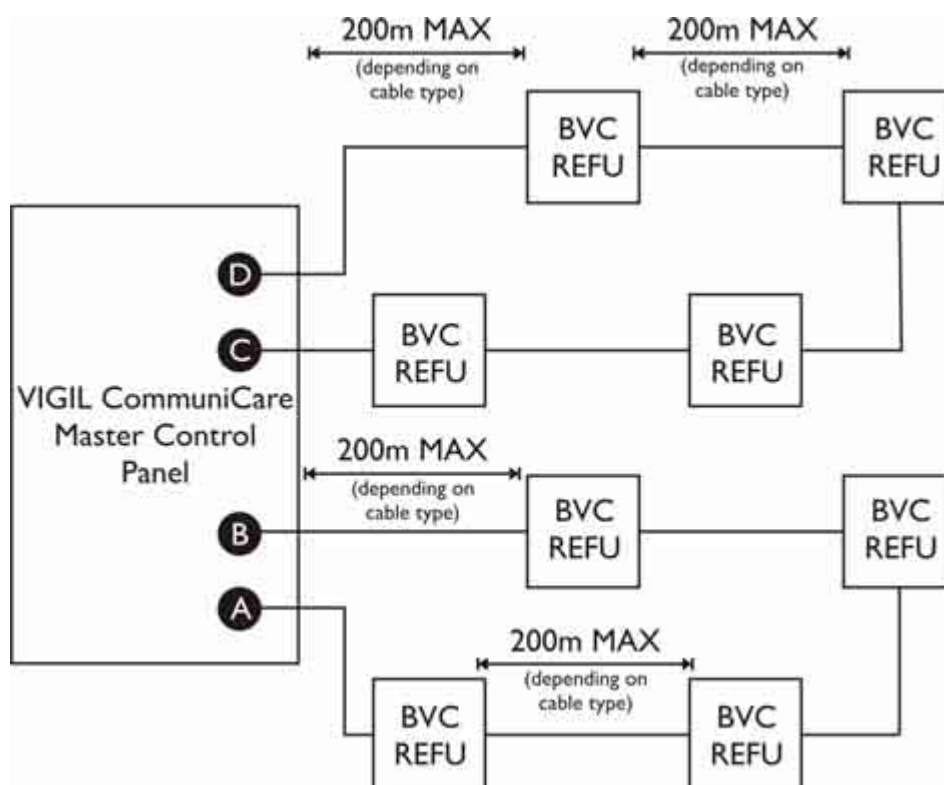 200m MAX
(depending on
cable type)
200m MAX
(depending on
cable type)
BVC
REFU
BVC
REFU
D
C
BVC
REFU
BVC
REFU
VIGIL CommuniCare
Master Control
Panel
200m MAX
(depending on
cable type)
BVC
REFU
BVC
REFU
B
A
200m MAX
(depending on
cable type)
BVC
REFU
BVC
REFU